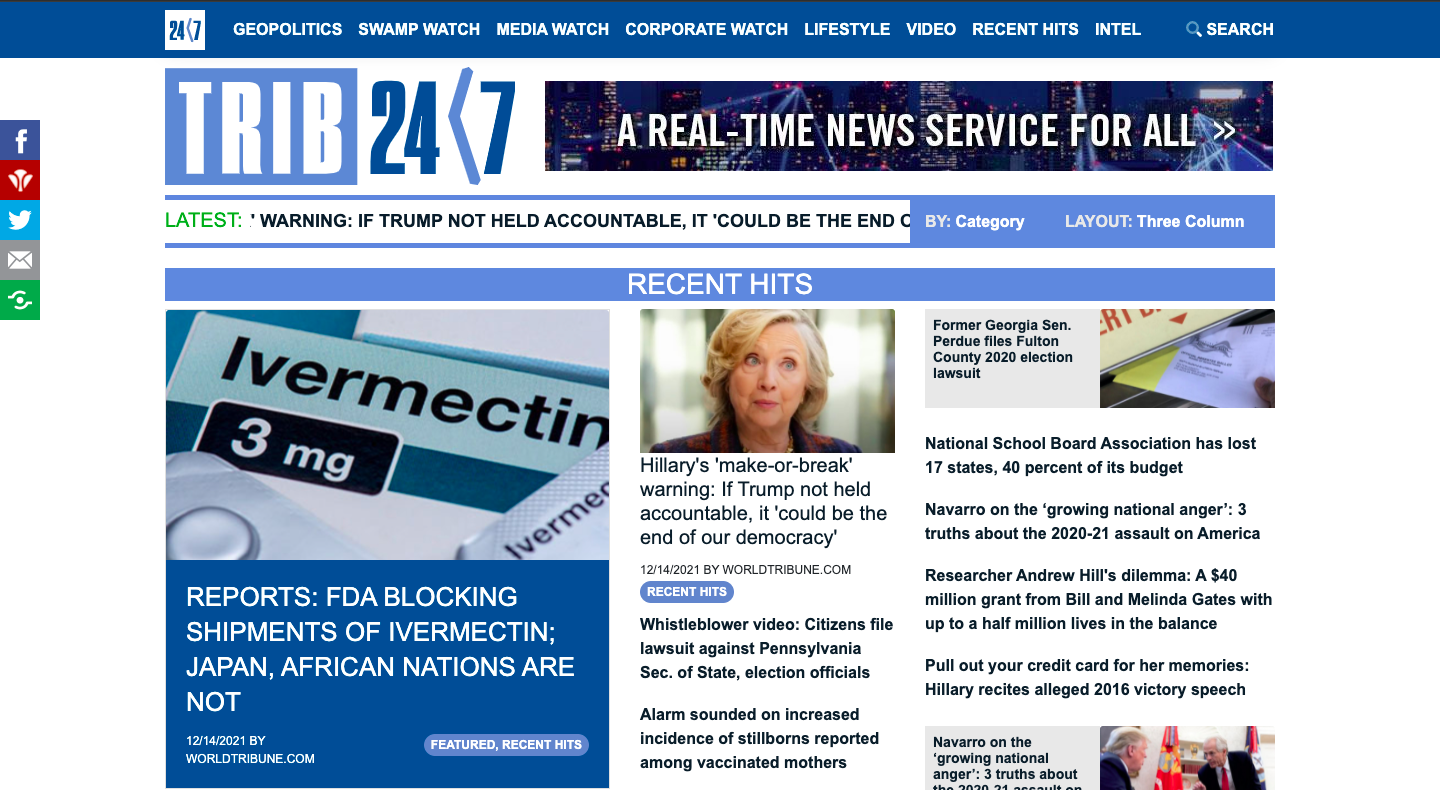 24/7
GEOPOLITICS SWAMP WATCH MEDIA WATCH CORPORATE WATCH LIFESTYLE VIDEO RECENT HITS INTEL SEARCH
TRIB 24/7
A REAL-TIME NEWS SERVICE FOR ALL »
LATEST: ' WARNING: IF TRUMP NOT HELD ACCOUNTABLE, IT 'COULD BE THE END
BY: Category LAYOUT: Three Column
RECENT HITS
Ivermectin
3 mg
Iverme
REPORTS: FDA BLOCKING
SHIPMENTS OF IVERMECTIN;
JAPAN, AFRICAN NATIONS ARE
NOT
12/14/2021 BY
WORLDTRIBUNE.COM
FEATURED, RECENT HITS
Hillary's 'make-or-break'
warning: If Trump not held
accountable, it 'could be the
end of our democracy'
12/14/2021 BY WORLDTRIBUNE.COM
RECENT HITS
Whistleblower video: Citizens file
lawsuit against Pennsylvania
Sec. of State, election officials
Alarm sounded on increased
incidence of stillborns reported
among vaccinated mothers
Former Georgia Sen.
Perdue files Fulton
County 2020 election
lawsuit
National School Board Association has lost
17 states, 40 percent of its budget
Navarro on the ‘growing national anger’: 3
truths about the 2020-21 assault on America
Researcher Andrew Hill's dilemma: A $40
million grant from Bill and Melinda Gates with
up to a half million lives in the balance
Pull out your credit card for her memories:
Hillary recites alleged 2016 victory speech
Navarro on the
‘growing national
anger’: 3 truths about
the 2020-21 assault on